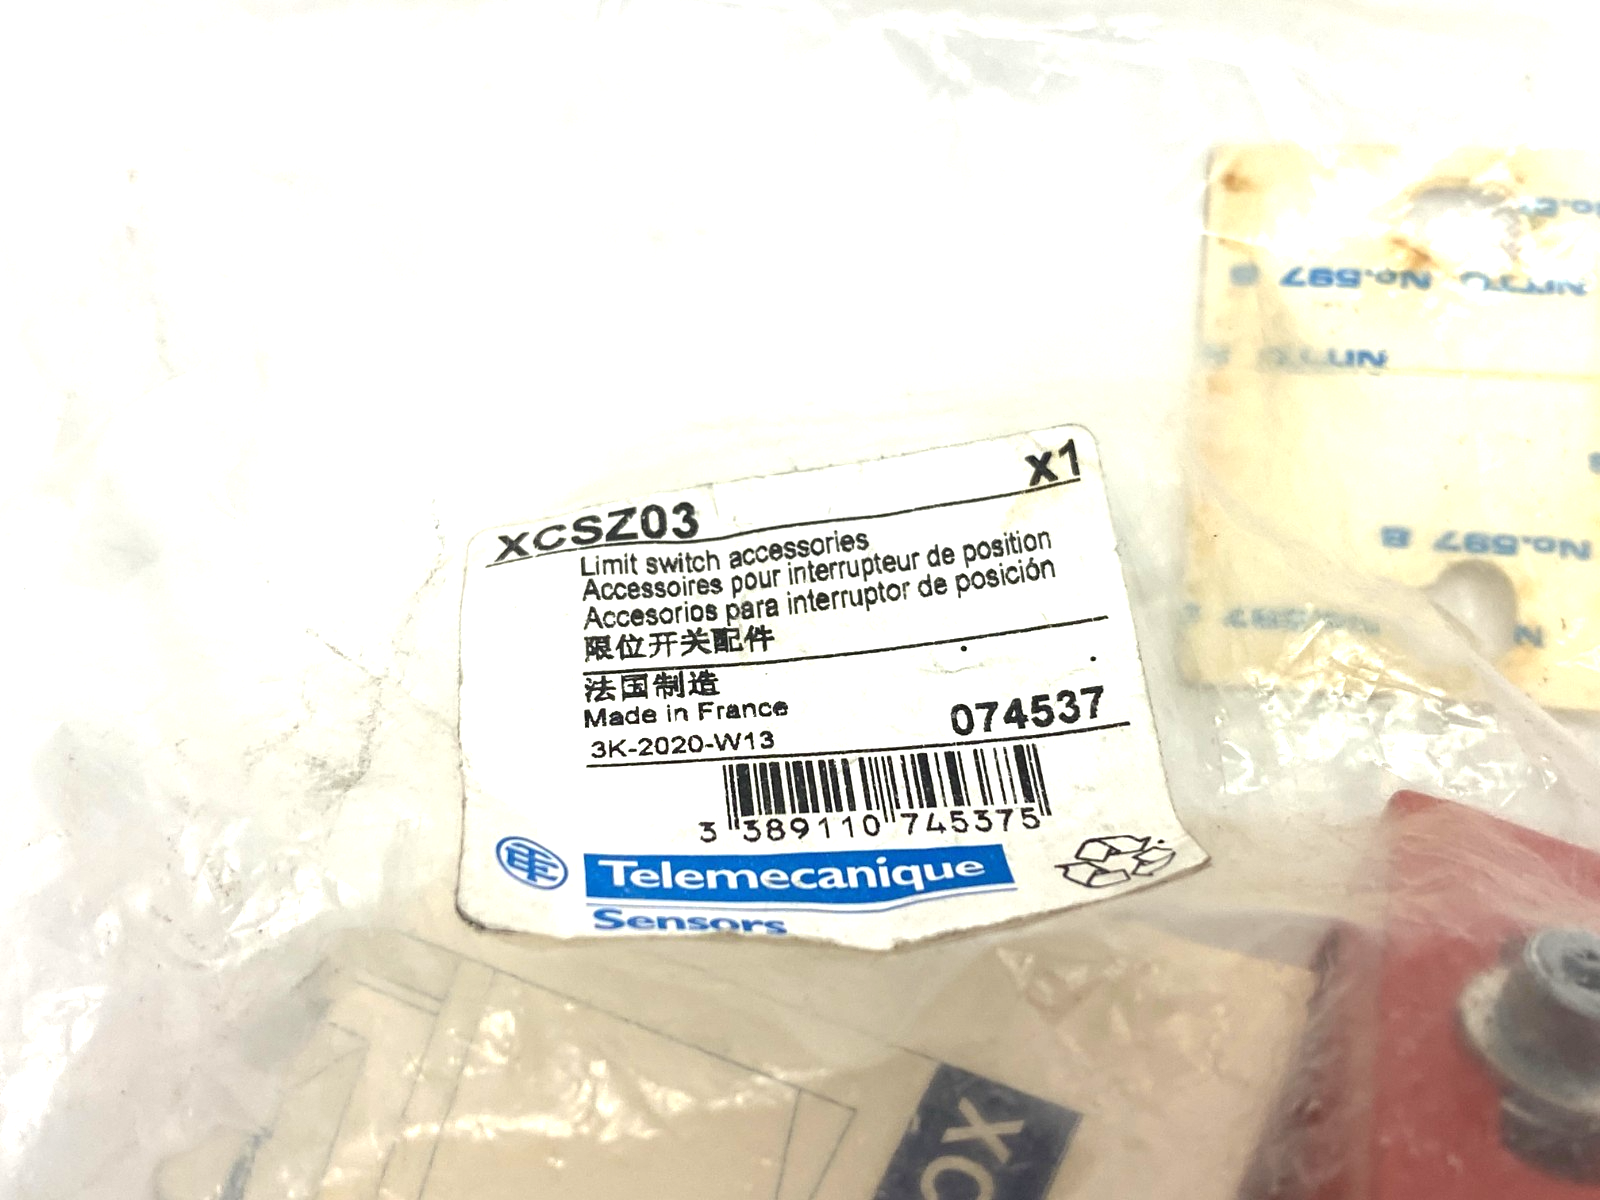 XCSZ03 x1
Limit switch accessories
Accessoires pour interrupteur de position
Accesorios para interruptor de posición
限位开关配件
法国制造
Made in France
3K-2020-W13 074537
3 389110 745375
Telemecanique
Sensors
No.597
No.597 B
OX